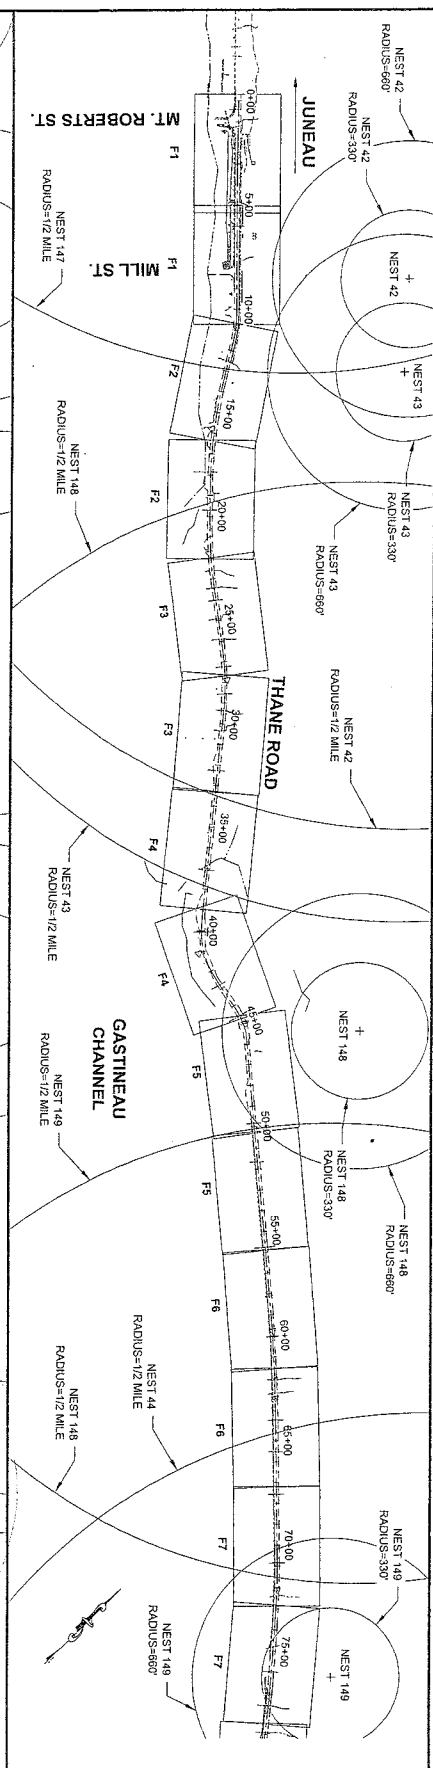 NEST 42
RADIUS=660'
NEST 42
RADIUS=330'
JUNEAU
NEST 42
NEST 43
NEST 43
RADIUS=330'
NEST 43
RADIUS=660'
NEST 42
RADIUS=1/2 MILE
NEST 148
NEST 148
RADIUS=330'
NEST 148
RADIUS=660'
NEST 149
RADIUS=330'
NEST 149
THANE ROAD
0+00
5+00
10+00
15+00
20+00
25+00
30+00
35+00
40+00
45+00
50+00
55+00
60+00
65+00
70+00
75+00
MT. ROBERTS ST.
F1
MILL ST.
F1
F2
F2
F3
F3
F4
F4
F5
F5
F6
F6
F7
F7
NEST 147
RADIUS=1/2 MILE
NEST 148
RADIUS=1/2 MILE
NEST 43
RADIUS=1/2 MILE
GASTINEAU
CHANNEL
NEST 149
RADIUS=1/2 MILE
NEST 44
RADIUS=1/2 MILE
NEST 148
RADIUS=1/2 MILE
NEST 149
RADIUS=660'